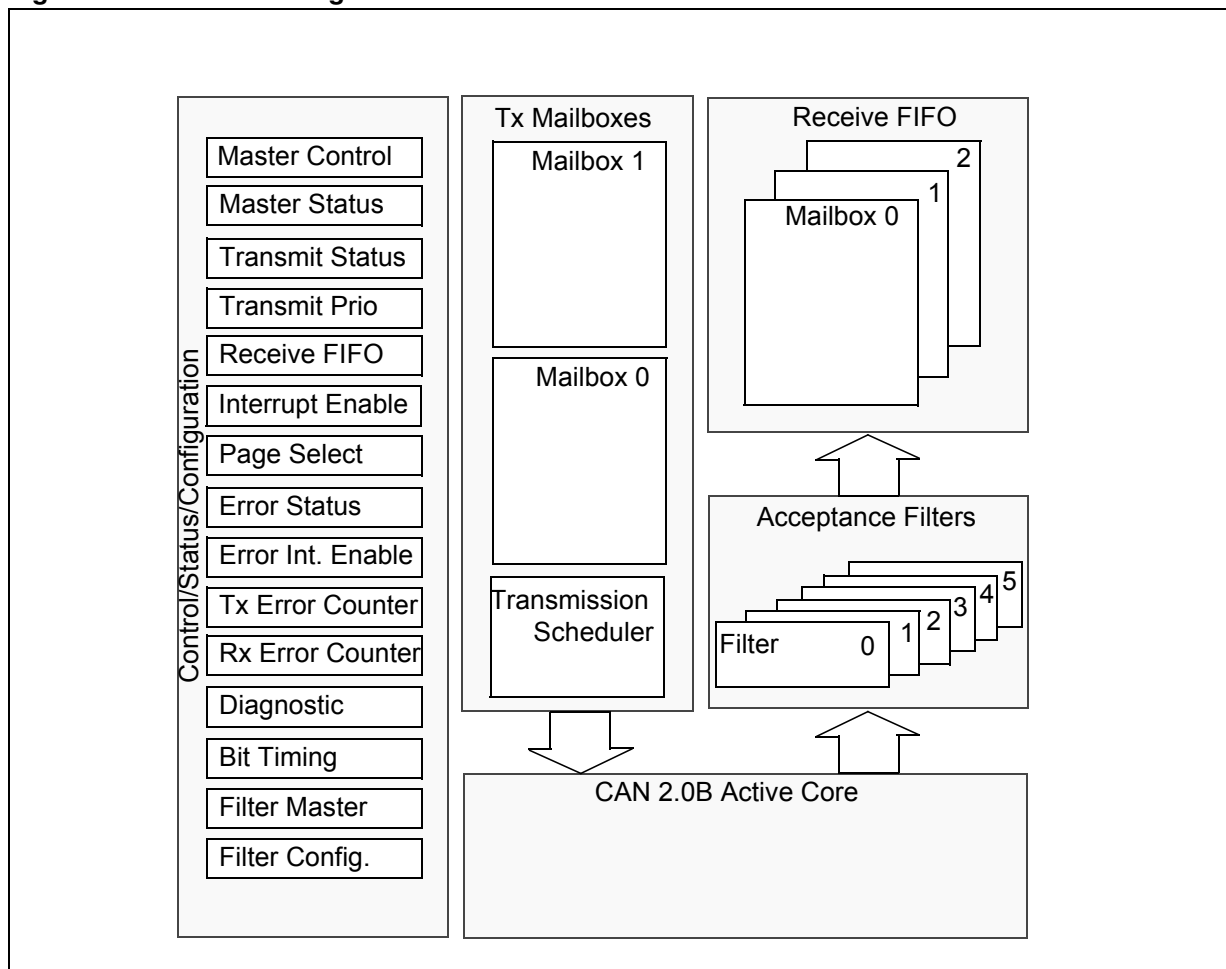 Control/Status/Configuration
Master Control
Master Status
Transmit Status
Transmit Prio
Receive FIFO
Interrupt Enable
Page Select
Error Status
Error Int. Enable
Tx Error Counter
Rx Error Counter
Diagnostic
Bit Timing
Filter Master
Filter Config.
Tx Mailboxes
Mailbox 1
Mailbox 0
Transmission
Scheduler
Receive FIFO
2
1
Mailbox 0
Acceptance Filters
5
4
3
2
1
Filter 0
CAN 2.0B Active Core